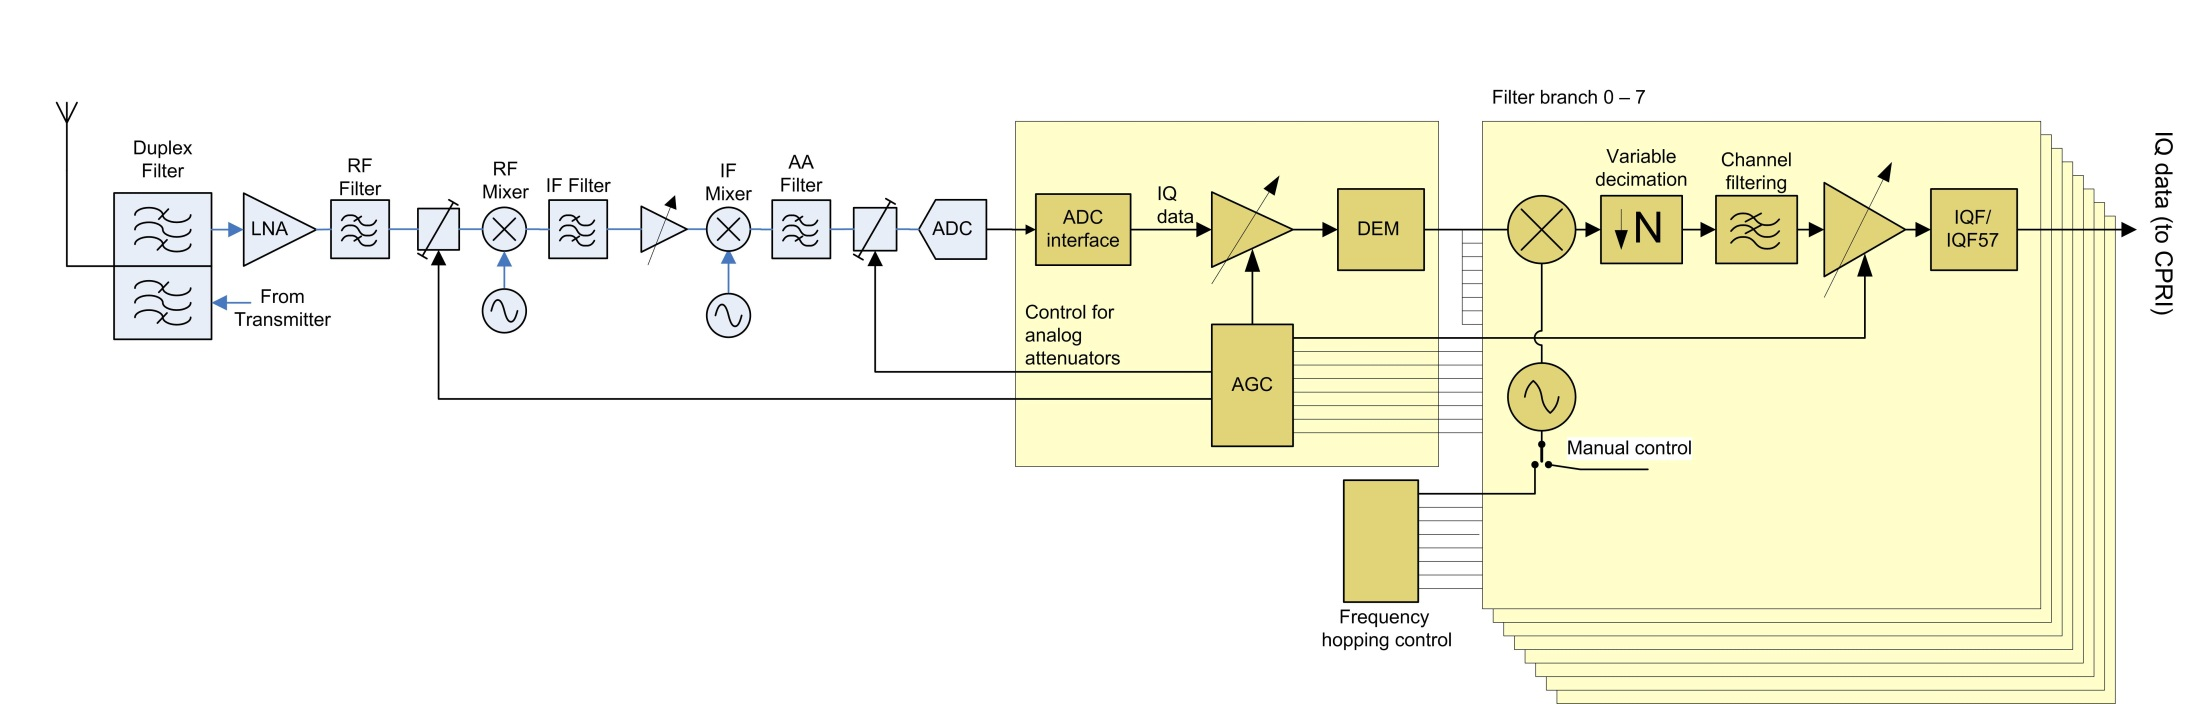 Filter branch 0 – 7
Duplex
Filter
RF
Filter
RF
Mixer
IF Filter
IF
Mixer
AA
Filter
LNA
ADC
From
Transmitter
ADC
interface
IQ
data
DEM
Control for
analog
attenuators
AGC
Variable
decimation
N
Channel
filtering
IQF/
IQF57
IQ data (to CPRI)
Manual control
Frequency
hopping control